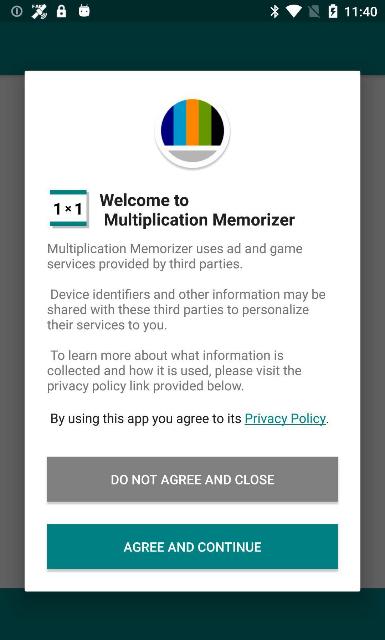 11:40
1×1
Welcome to
Multiplication Memorizer
Multiplication Memorizer uses ad and game
services provided by third parties.
Device identifiers and other information may be
shared with these third parties to personalize
their services to you.
To learn more about what information is
collected and how it is used, please visit the
privacy policy link provided below.
By using this app you agree to its Privacy Policy.
DO NOT AGREE AND CLOSE
AGREE AND CONTINUE